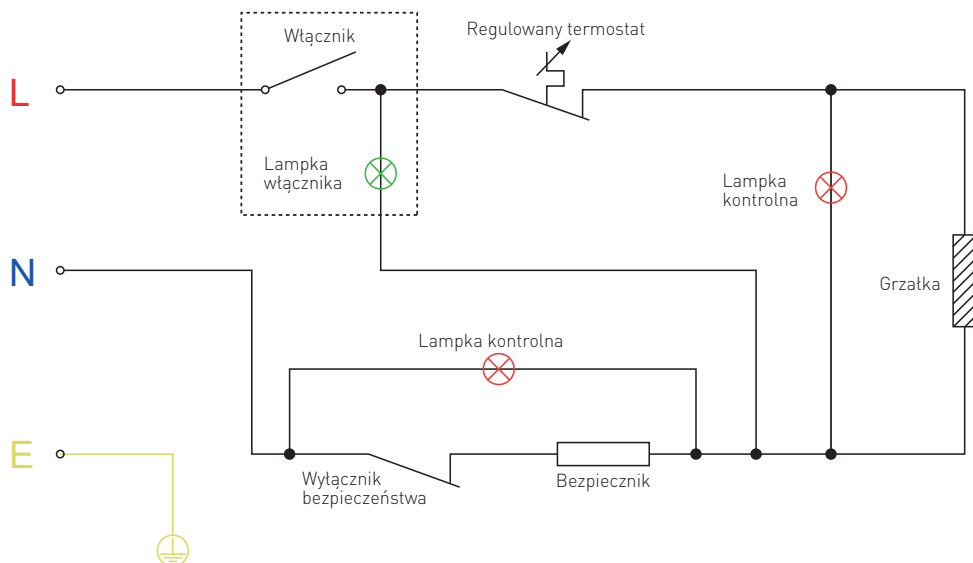 Włącznik
Regulowany termostat
L
Lampka
włącznika
Lampka
kontrolna
N
Grzałka
Lampka kontrolna
E
Wyłącznik
bezpieczeństwa
Bezpiecznik